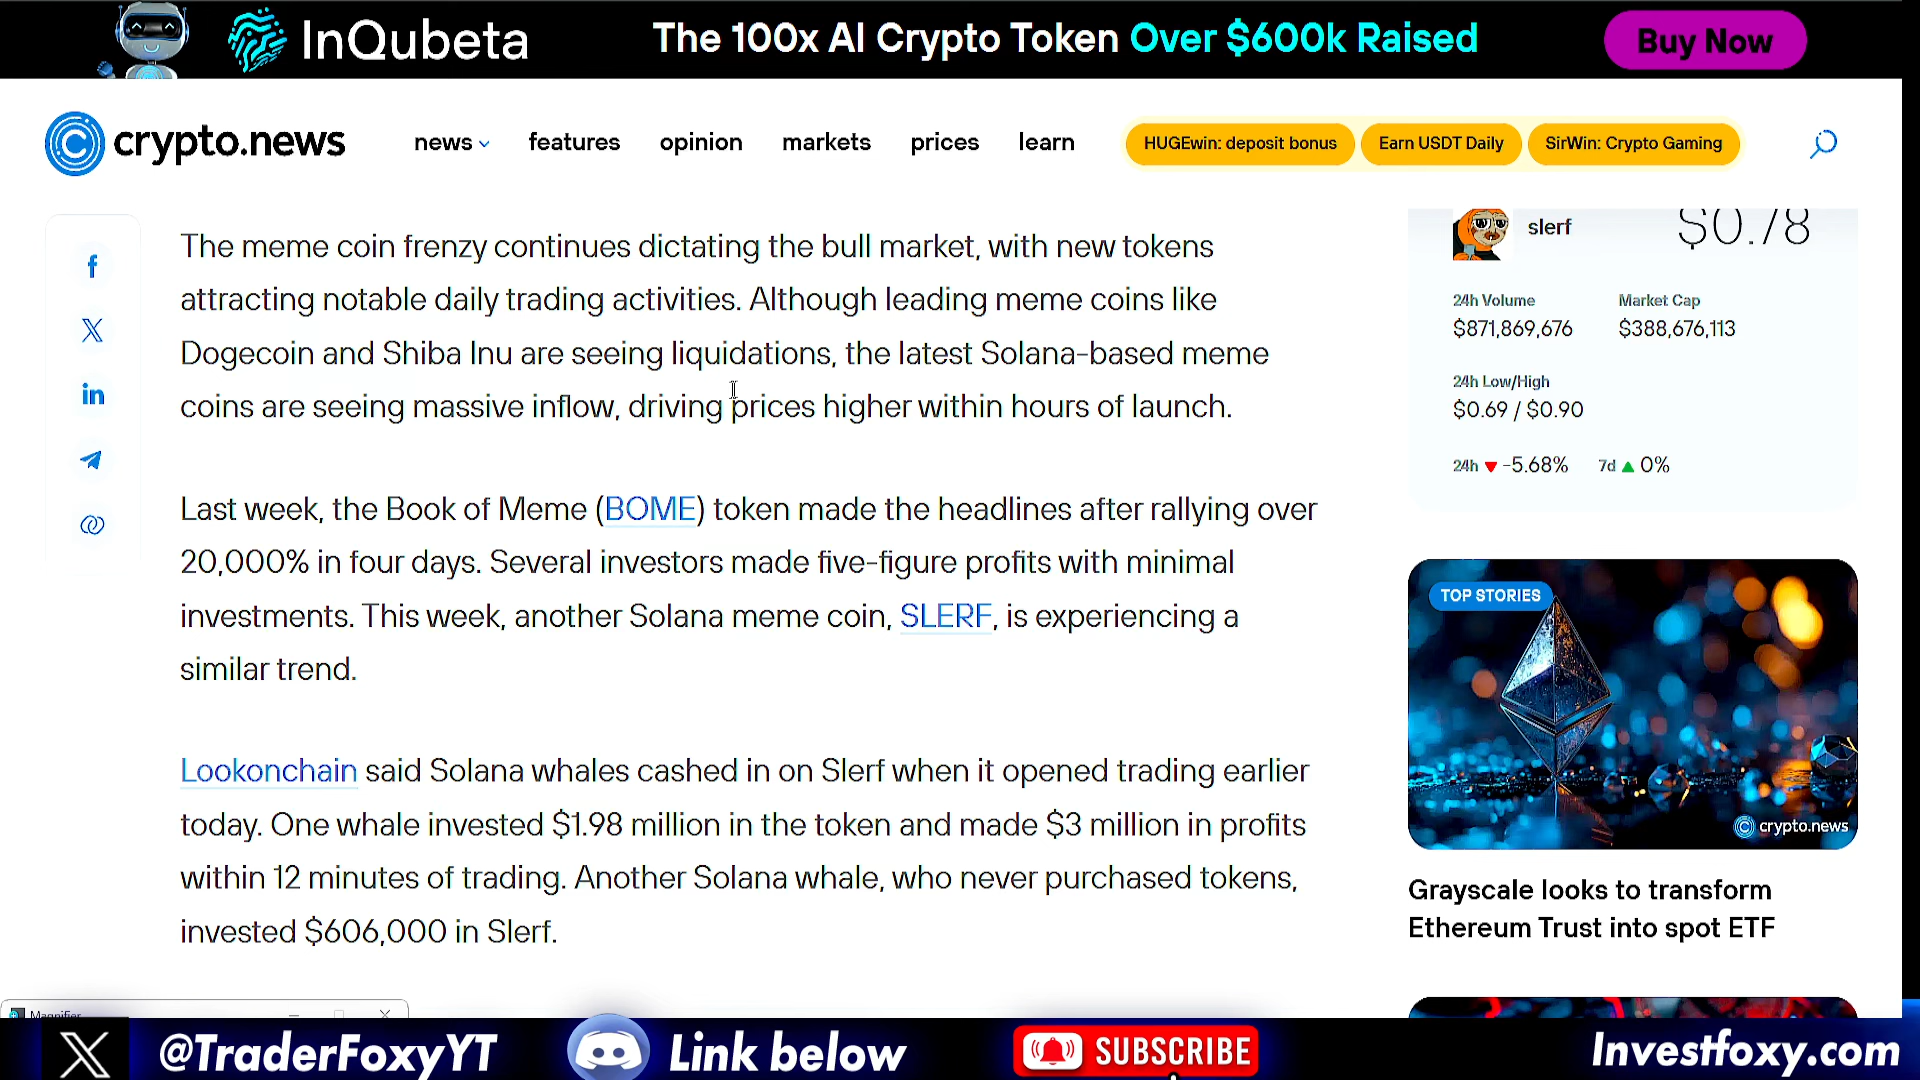 InQubeta
The 100x AI Crypto Token Over $600k Raised
Buy Now
crypto.news
news
features
opinion
markets
prices
learn
HUGEwin: deposit bonus
Earn USDT Daily
SirWin: Crypto Gaming
The meme coin frenzy continues dictating the bull market, with new tokens
attracting notable daily trading activities. Although leading meme coins like
Dogecoin and Shiba Inu are seeing liquidations, the latest Solana-based meme
coins are seeing massive inflow, driving prices higher within hours of launch.
Last week, the Book of Meme (BOME) token made the headlines after rallying over
20,000% in four days. Several investors made five-figure profits with minimal
investments. This week, another Solana meme coin, SLERF, is experiencing a
similar trend.
Lookonchain said Solana whales cashed in on Slerf when it opened trading earlier
today. One whale invested $1.98 million in the token and made $3 million in profits
within 12 minutes of trading. Another Solana whale, who never purchased tokens,
invested $606,000 in Slerf.
slerf
$0.78
24h Volume
Market Cap
$871,869,676
$388,676,113
24h Low/High
$0.69 / $0.90
24h -5.68%
7d 0%
TOP STORIES
crypto.news
Grayscale looks to transform
Ethereum Trust into spot ETF
Magnifier
@TraderFoxyYT
Link below
SUBSCRIBE
Investfoxy.com